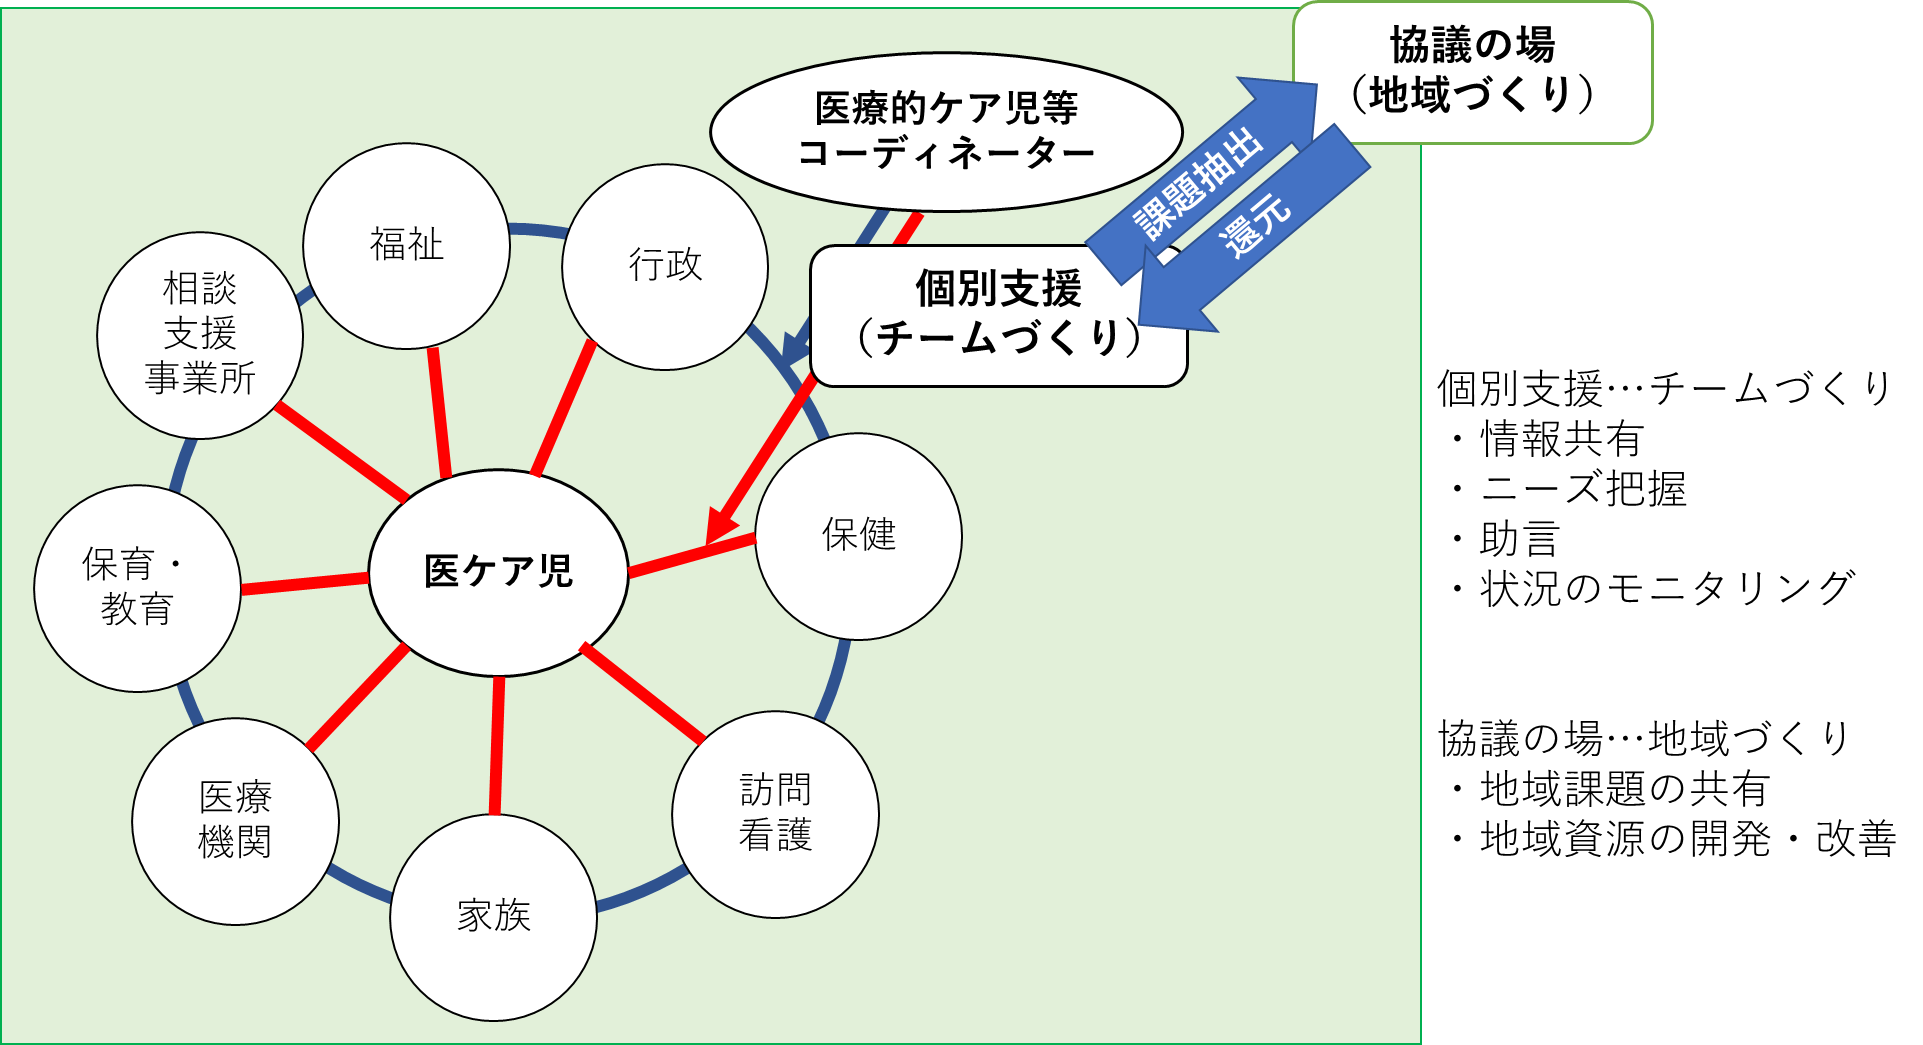 協議の場
（地域づくり）
医療的ケア児等
コーディネーター
課題抽出
還元
個別支援
（チームづくり）
福祉
行政
相談
支援
事業所
保健
保育・
教育
医ケア児
医療
機関
訪問
看護
家族
個別支援…チームづくり
・情報共有
・ニーズ把握
・助言
・状況のモニタリング
協議の場…地域づくり
・地域課題の共有
・地域資源の開発・改善